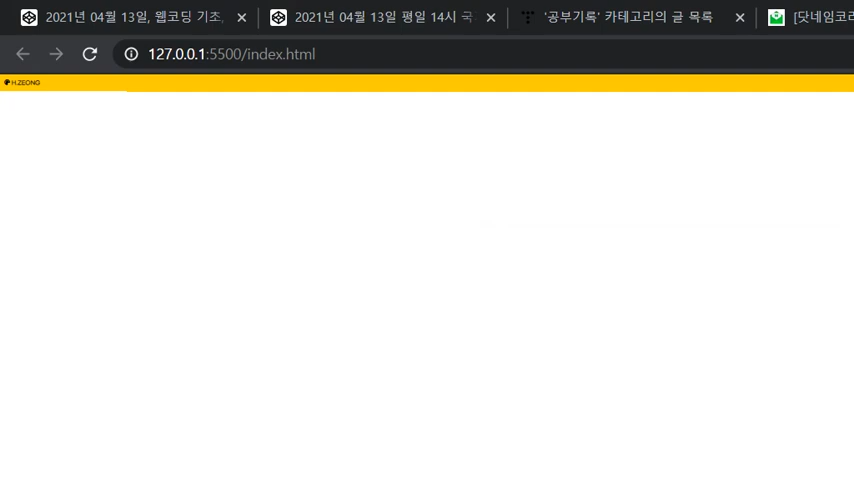 2021년 04월 13일, 웹코딩 기초,
2021년 04월 13일 평일 14시 국
'공부기록' 카테고리의 글 목록
[닷네임코리
127.0.0.1:5500/index.html
H.ZEONG